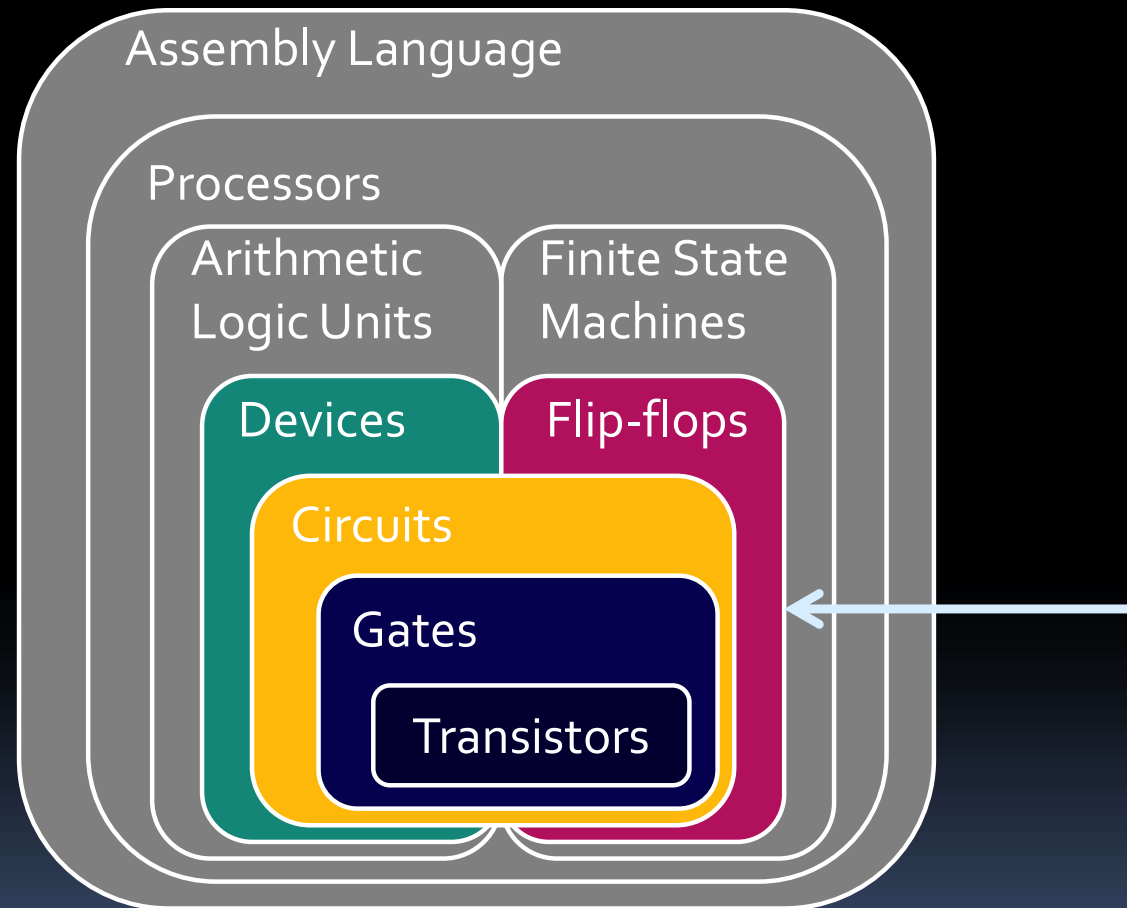 Assembly Language
Processors
Arithmetic
Logic Units
Finite State
Machines
Devices
Flip-flops
Circuits
Gates
Transistors